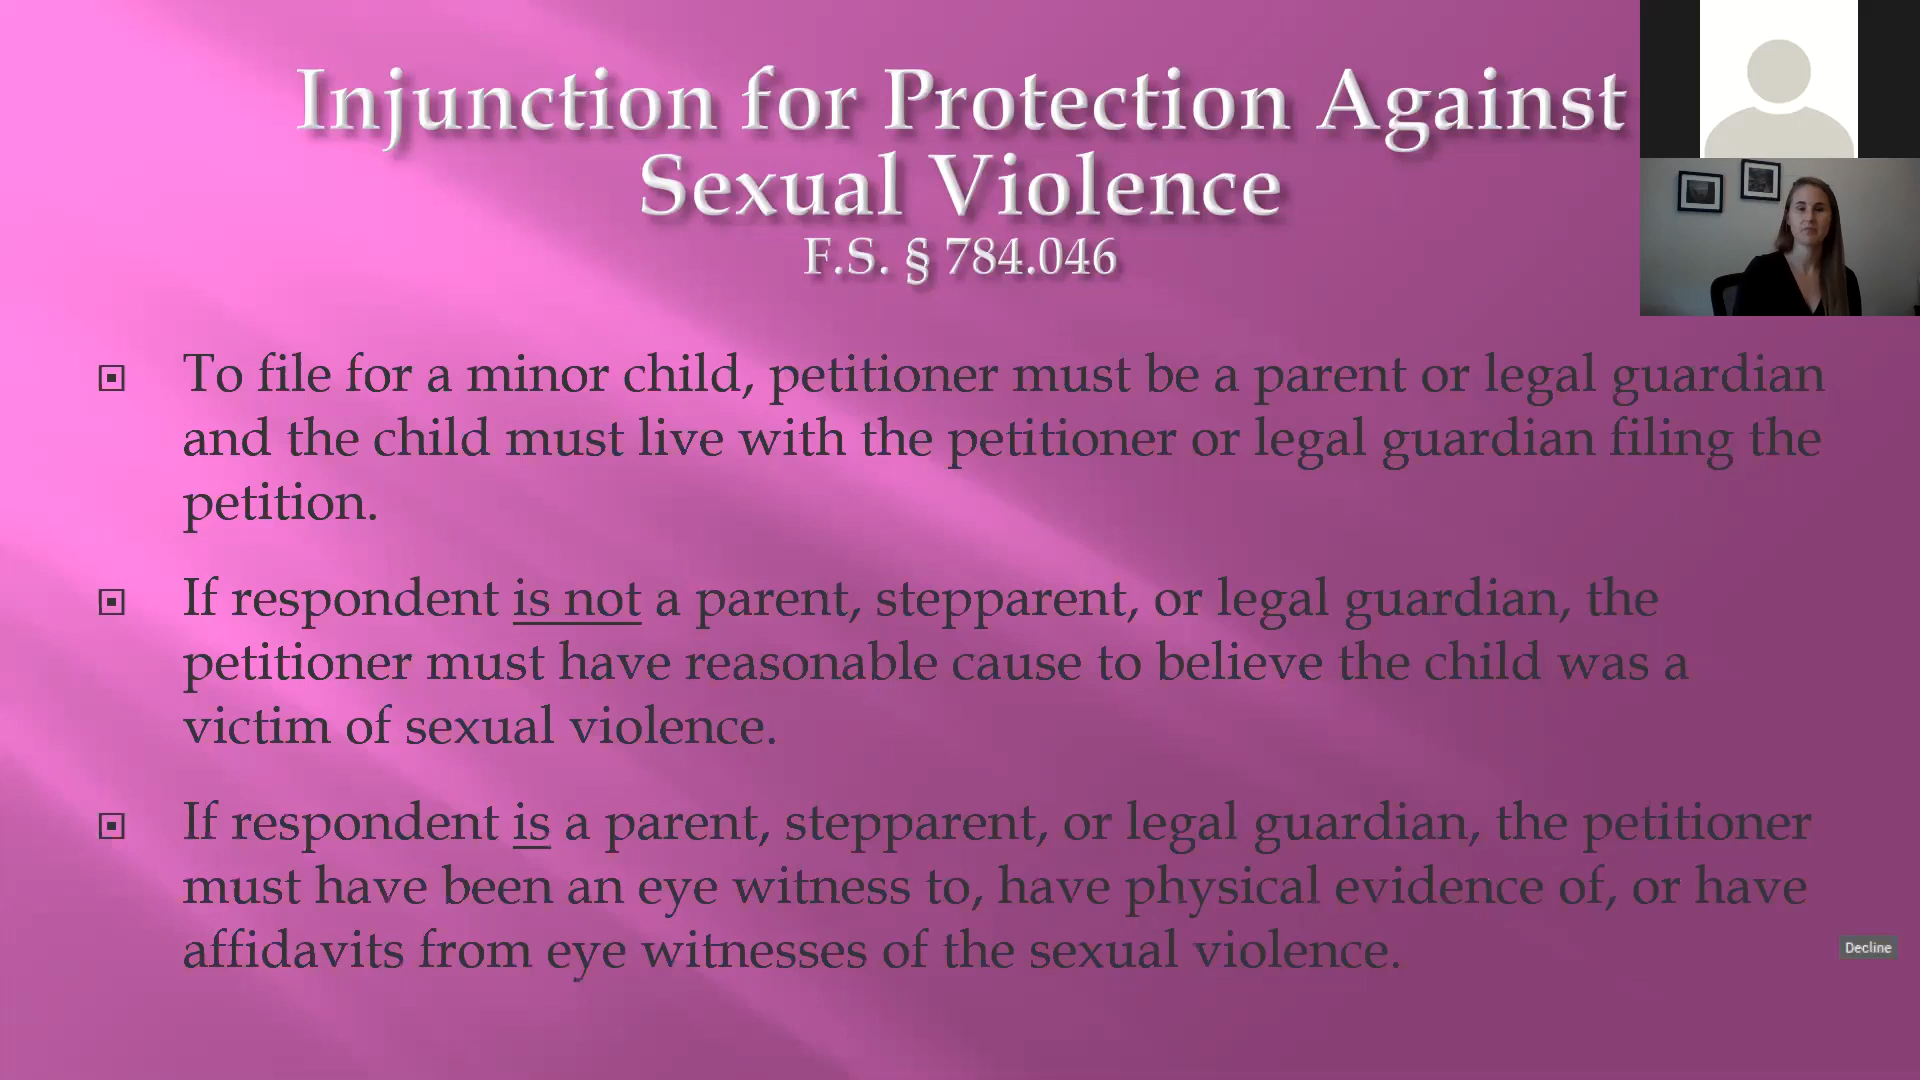 Injunction for Protection Against
Sexual Violence
F.S. § 784.046
To file for a minor child, petitioner must be a parent or legal guardian
and the child must live with the petitioner or legal guardian filing the
petition.
If respondent is not a parent, stepparent, or legal guardian, the
petitioner must have reasonable cause to believe the child was a
victim of sexual violence.
If respondent is a parent, stepparent, or legal guardian, the petitioner
must have been an eye witness to, have physical evidence of, or have
affidavits from eye witnesses of the sexual violence.
Decline